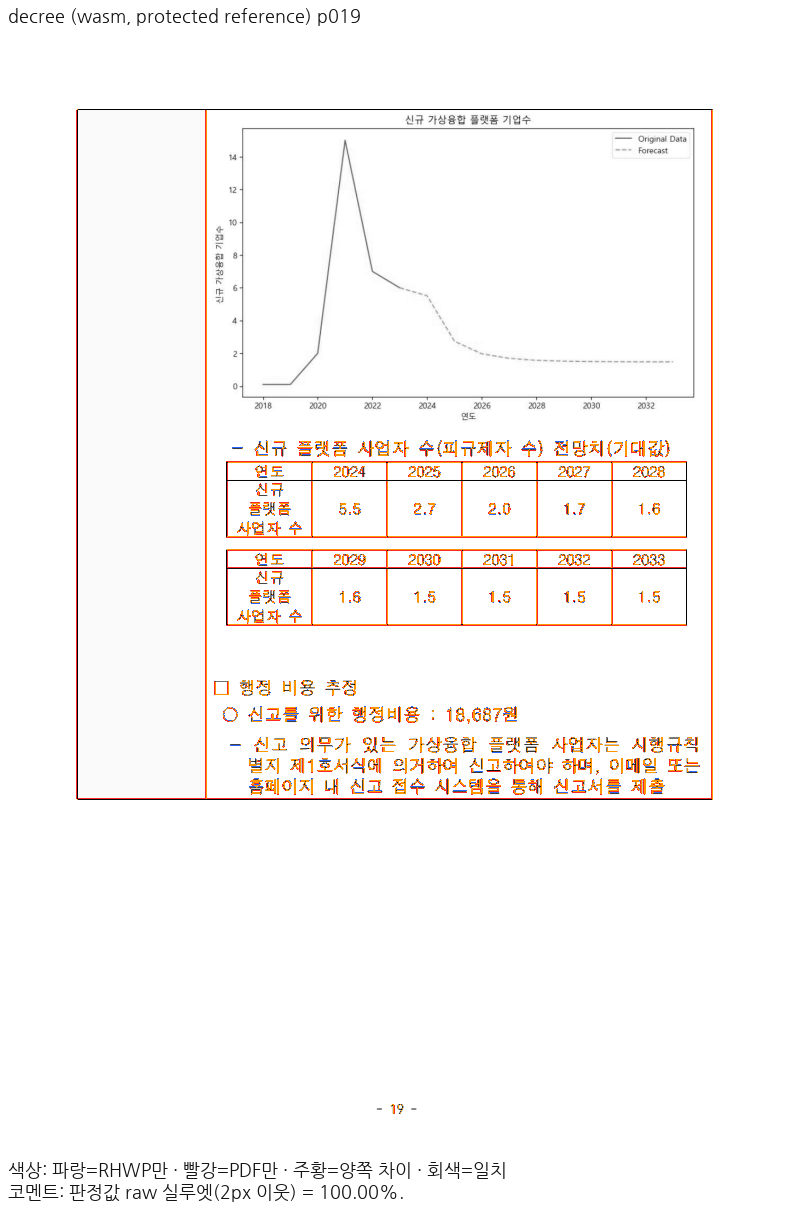 decree (wasm, protected reference) p019
신규 가상융합 플랫폼 기업수
Original Data
Forecast
신규 가상융합 기업수
14
12
10
8
6
4
2
0
2018 2020 2022 2024 2026 2028 2030 2032
연도
- 신규 플랫폼 사업자 수(피규제자 수) 전망치(기대값)
연도 2024 2025 2026 2027 2028
신규
플랫폼 5.5 2.7 2.0 1.7 1.6
사업자 수
연도 2029 2030 2031 2032 2033
신규
플랫폼 1.6 1.5 1.5 1.5 1.5
사업자 수
□ 행정 비용 추정
○ 신고를 위한 행정비용 : 18,687원
- 신고 의무가 있는 가상융합 플랫폼 사업자는 시행규칙
별지 제1호서식에 의거하여 신고하여야 하며, 이메일 또는
홈페이지 내 신고 접수 시스템을 통해 신고서를 제출
- 19 -
색상: 파랑=RHWP만 · 빨강=PDF만 · 주황=양쪽 차이 · 회색=일치
코멘트: 판정값 raw 실루엣(2px 이웃) = 100.00%.